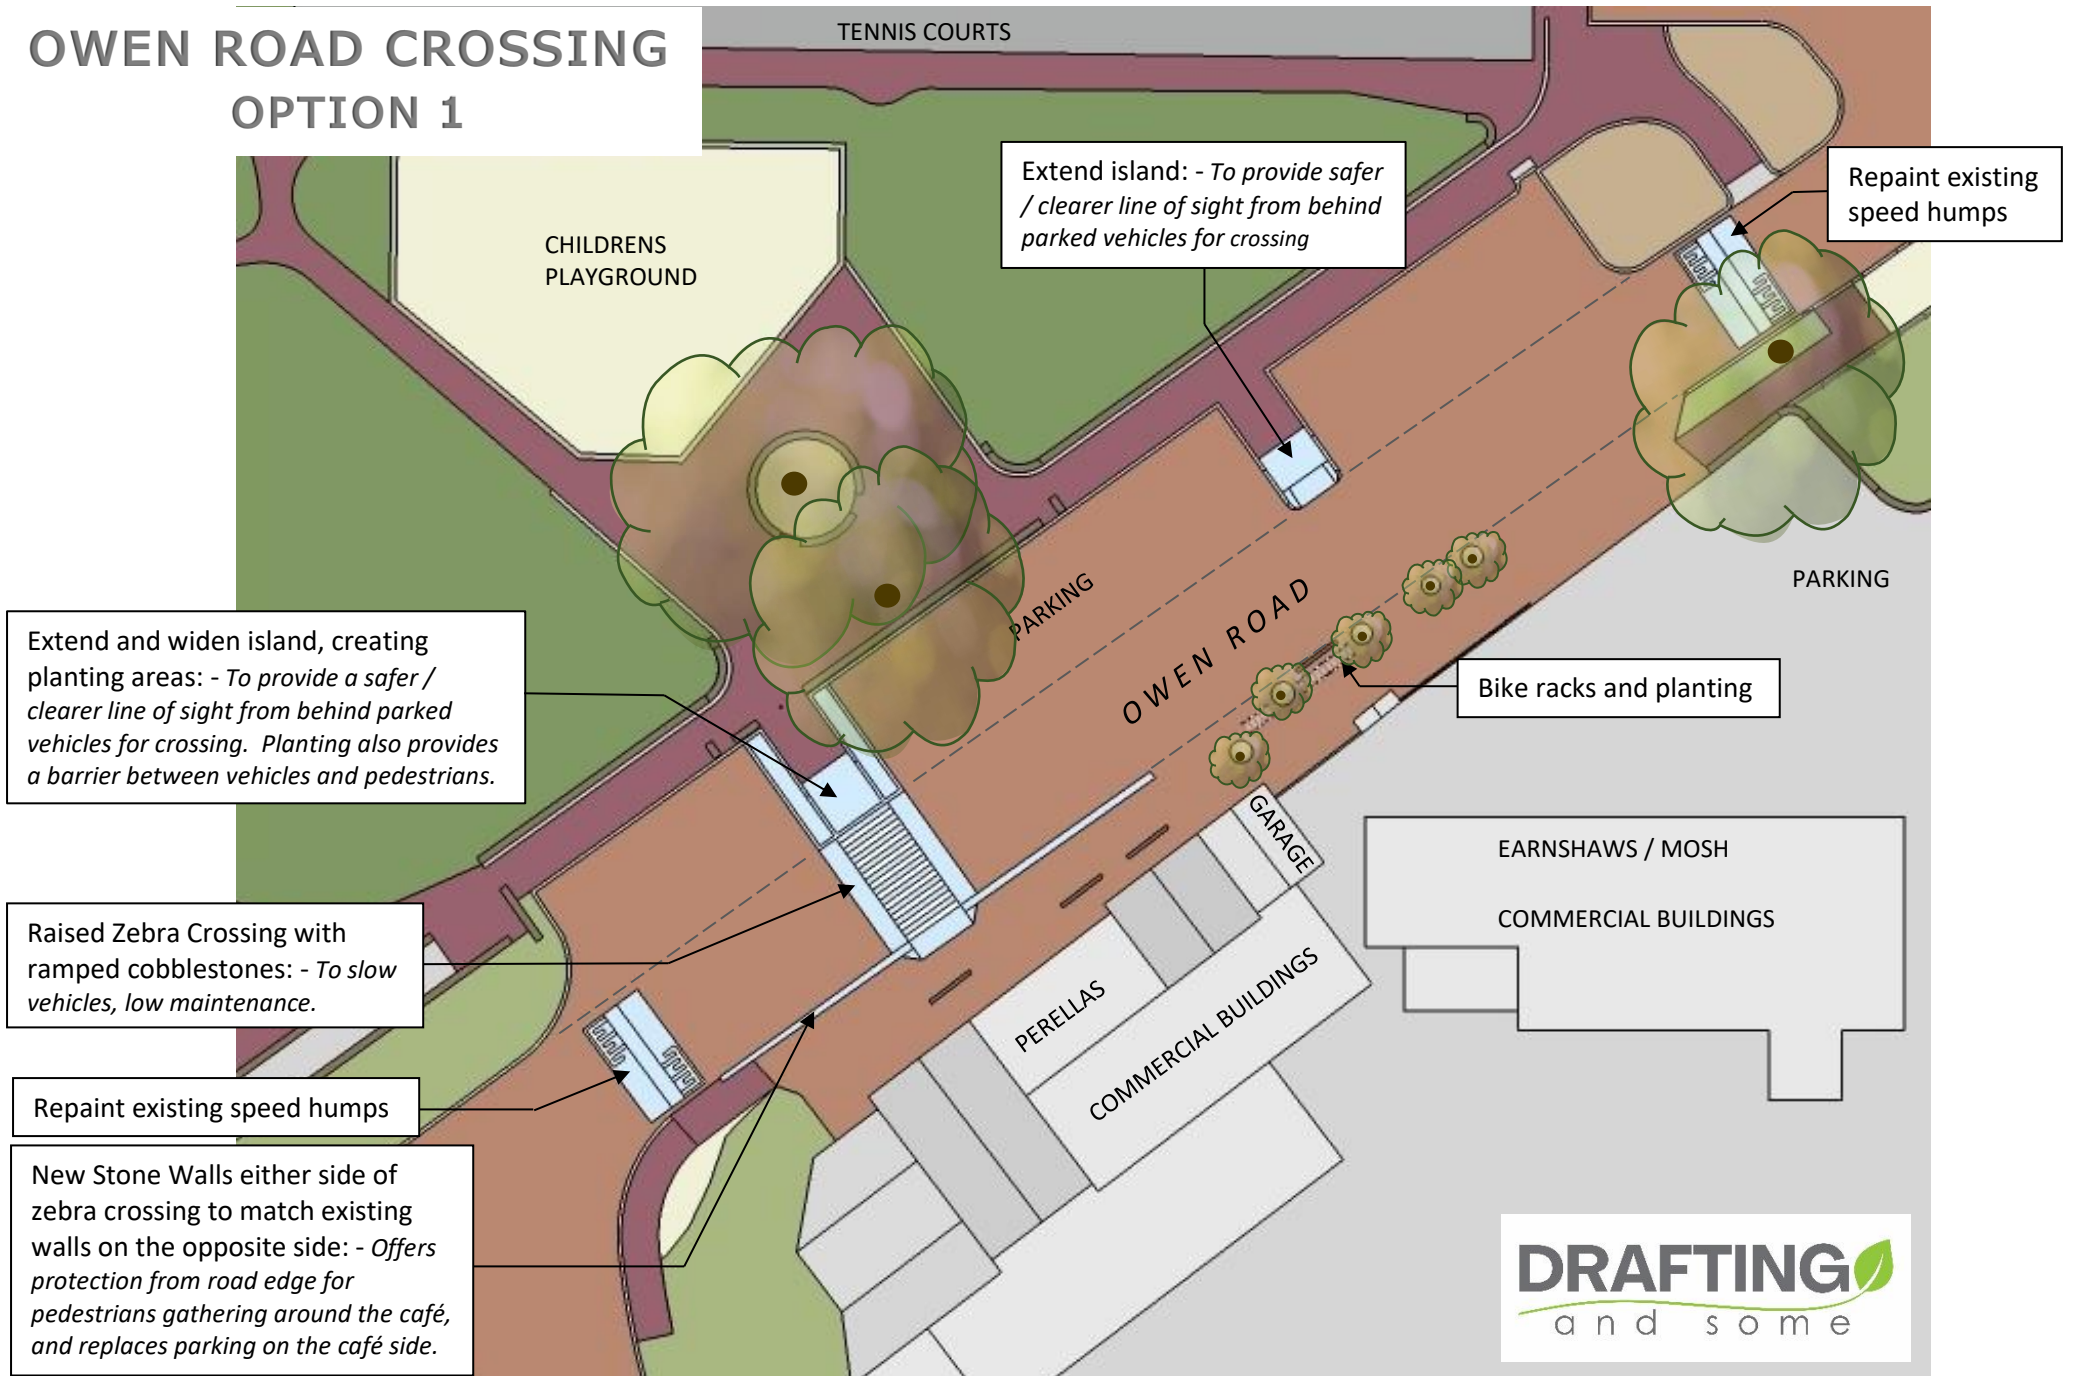 OWEN ROAD CROSSING
OPTION 1
TENNIS COURTS
Extend island: - To provide safer
/ clearer line of sight from behind
parked vehicles for crossing
Repaint existing
speed humps
CHILDRENS
PLAYGROUND
PARKING
PARKING
OWEN ROAD
Extend and widen island, creating
planting areas: - To provide a safer /
clearer line of sight from behind parked
vehicles for crossing. Planting also provides
a barrier between vehicles and pedestrians.
Bike racks and planting
GARAGE
EARNSHAWS / MOSH
COMMERCIAL BUILDINGS
Raised Zebra Crossing with
ramped cobblestones: - To slow
vehicles, low maintenance.
PERELLAS
COMMERCIAL BUILDINGS
Repaint existing speed humps
New Stone Walls either side of
zebra crossing to match existing
walls on the opposite side: - Offers
protection from road edge for
pedestrians gathering around the café,
and replaces parking on the café side.
DRAFTING
and some